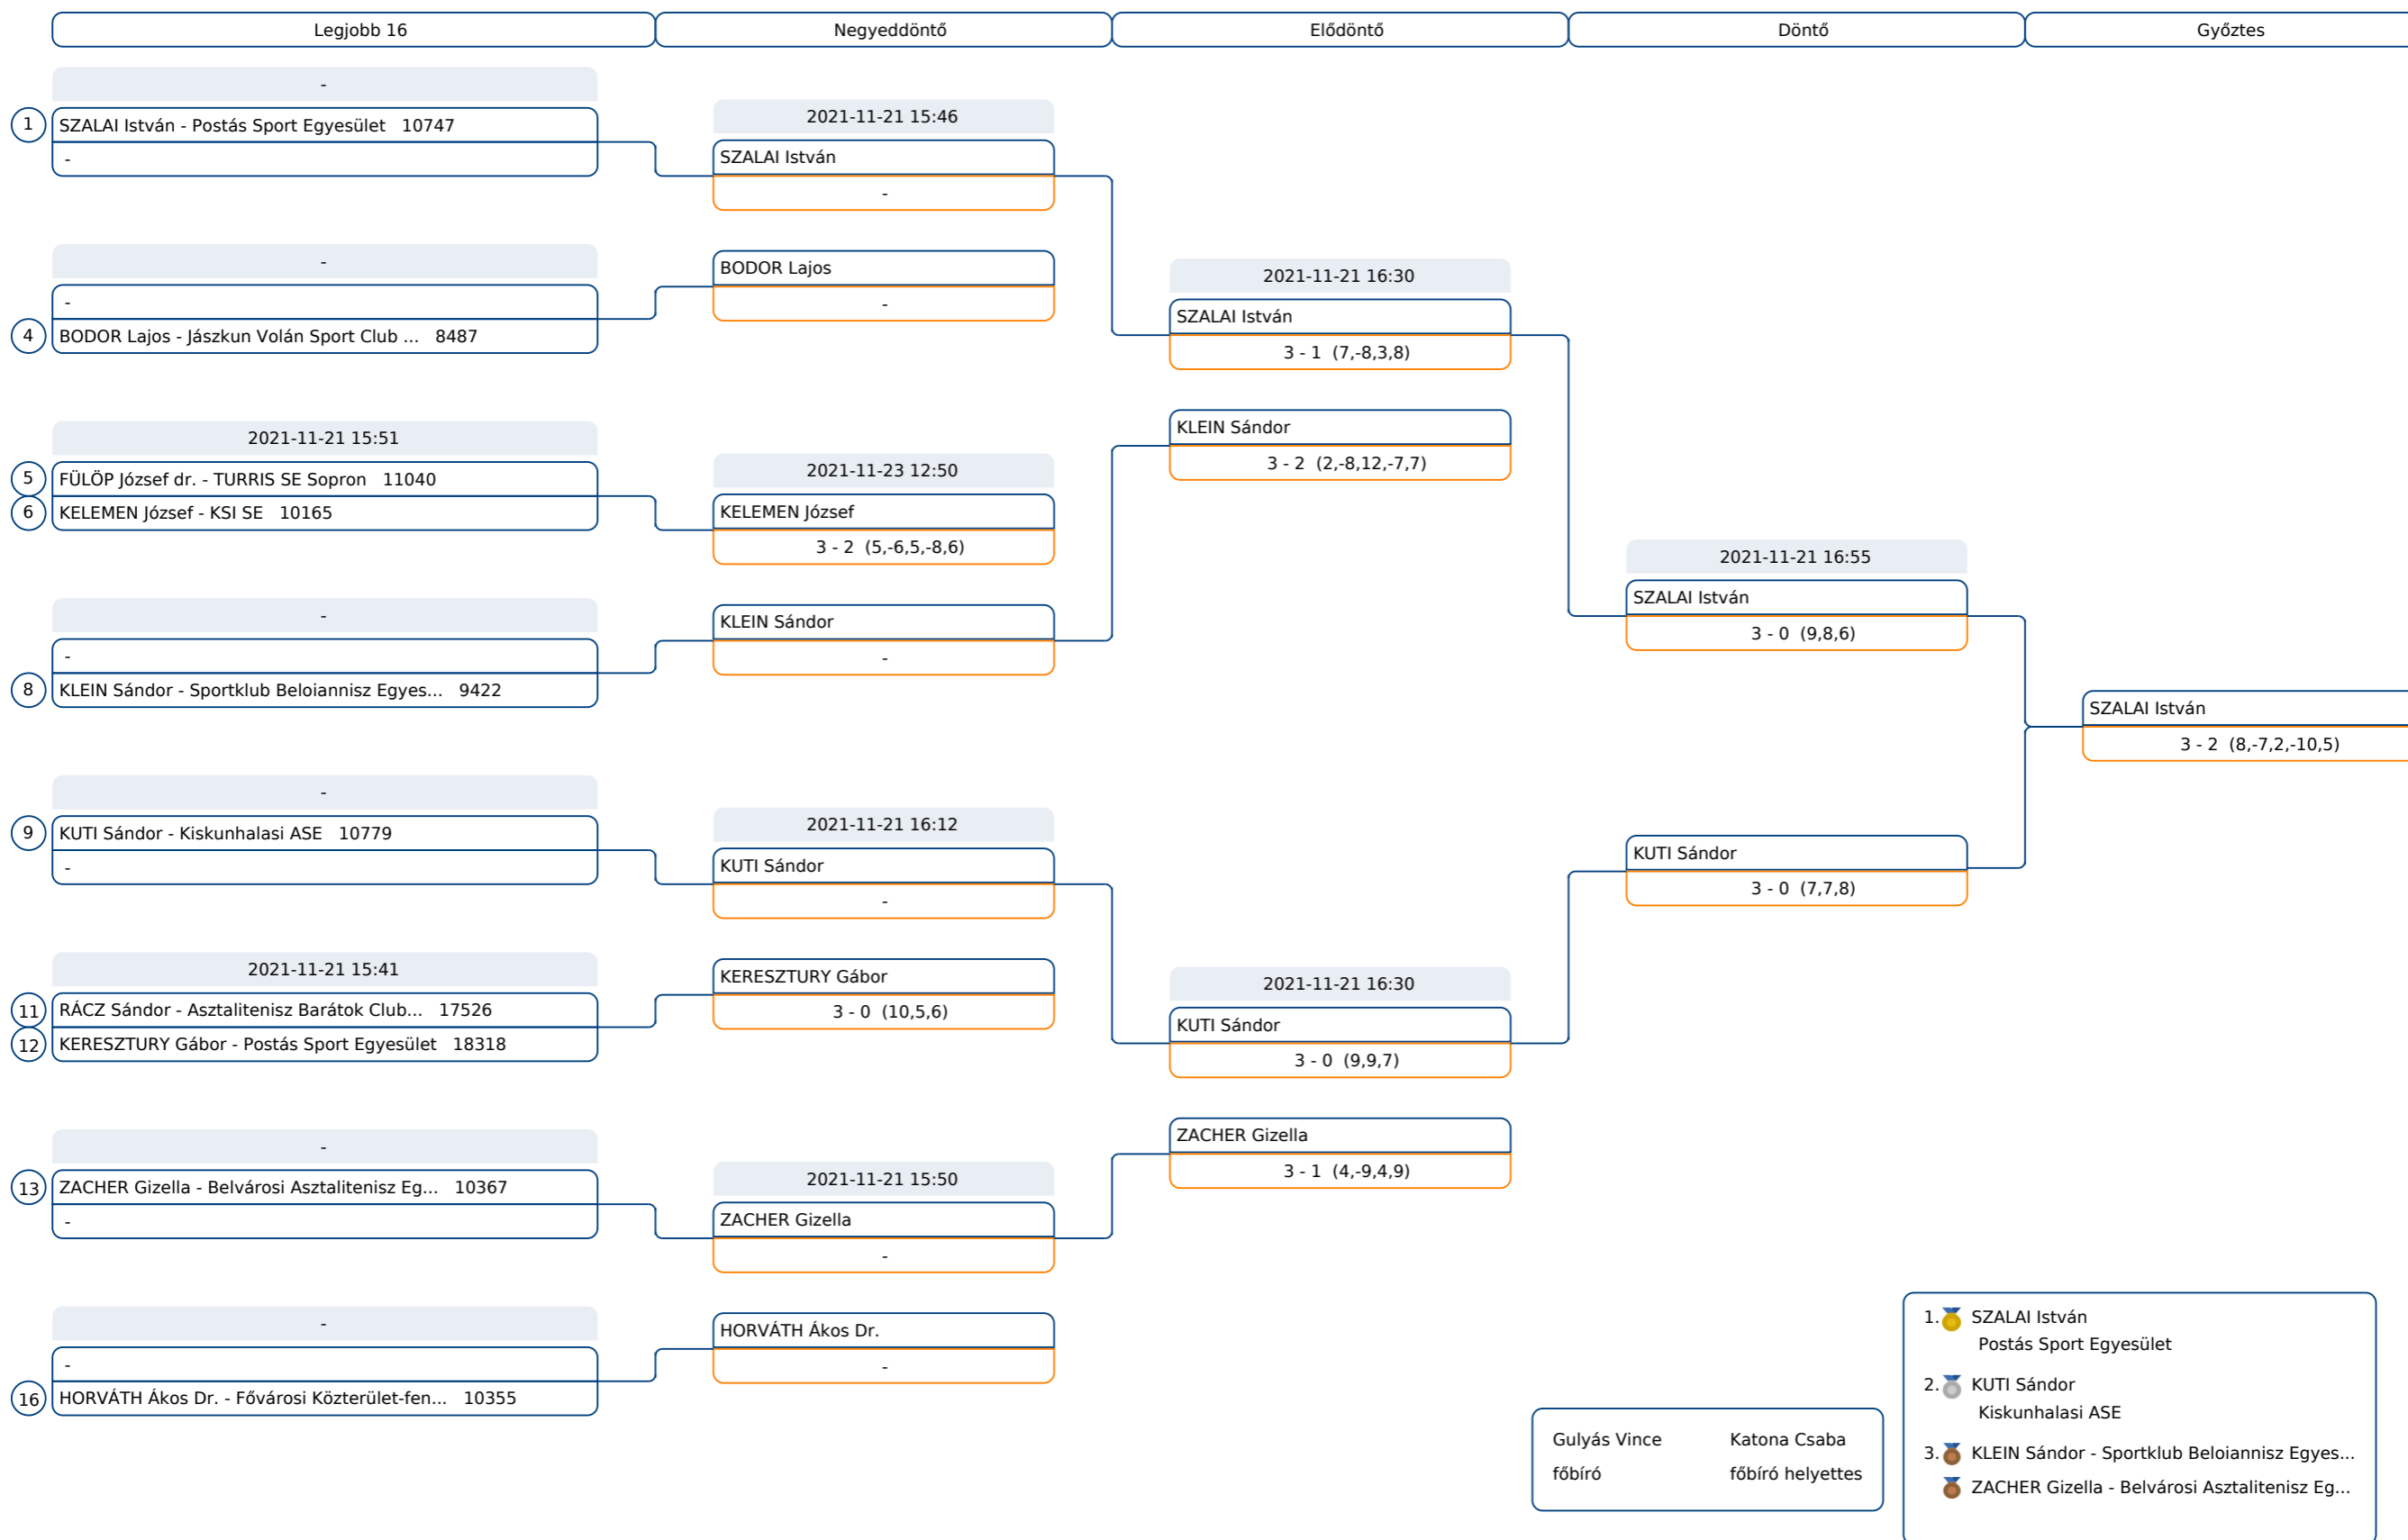 Legjobb 16
Negyeddöntő
Elődöntő
Döntő
Győztes
-
1 SZALAI István - Postás Sport Egyesület 10747
-
-
-
4 BODOR Lajos - Jászkun Volán Sport Club ... 8487
2021-11-21 15:51
5 FÜLÖP József dr. - TURRIS SE Sopron 11040
6 KELEMEN József - KSI SE 10165
-
-
8 KLEIN Sándor - Sportklub Beloiannisz Egyes... 9422
-
9 KUTI Sándor - Kiskunhalasi ASE 10779
-
2021-11-21 15:41
11 RÁCZ Sándor - Asztalitenisz Barátok Club... 17526
12 KERESZTURY Gábor - Postás Sport Egyesület 18318
-
13 ZACHER Gizella - Belvárosi Asztalitenisz Eg... 10367
-
-
-
16 HORVÁTH Ákos Dr. - Fővárosi Közterület-fen... 10355
2021-11-21 15:46
SZALAI István
-
BODOR Lajos
-
2021-11-23 12:50
KELEMEN József
3 - 2 (5,-6,5,-8,6)
KLEIN Sándor
-
2021-11-21 16:12
KUTI Sándor
-
KERESZTURY Gábor
3 - 0 (10,5,6)
2021-11-21 15:50
ZACHER Gizella
-
HORVÁTH Ákos Dr.
-
2021-11-21 16:30
SZALAI István
3 - 1 (7,-8,3,8)
KLEIN Sándor
3 - 2 (2,-8,12,-7,7)
2021-11-21 16:30
KUTI Sándor
3 - 0 (9,9,7)
ZACHER Gizella
3 - 1 (4,-9,4,9)
2021-11-21 16:55
SZALAI István
3 - 0 (9,8,6)
KUTI Sándor
3 - 0 (7,7,8)
SZALAI István
3 - 2 (8,-7,2,-10,5)
Gulyás Vince
főbíró
Katona Csaba
főbíró helyettes
1. SZALAI István
Postás Sport Egyesület
2. KUTI Sándor
Kiskunhalasi ASE
3. KLEIN Sándor - Sportklub Beloiannisz Egyes...
ZACHER Gizella - Belvárosi Asztalitenisz Eg...